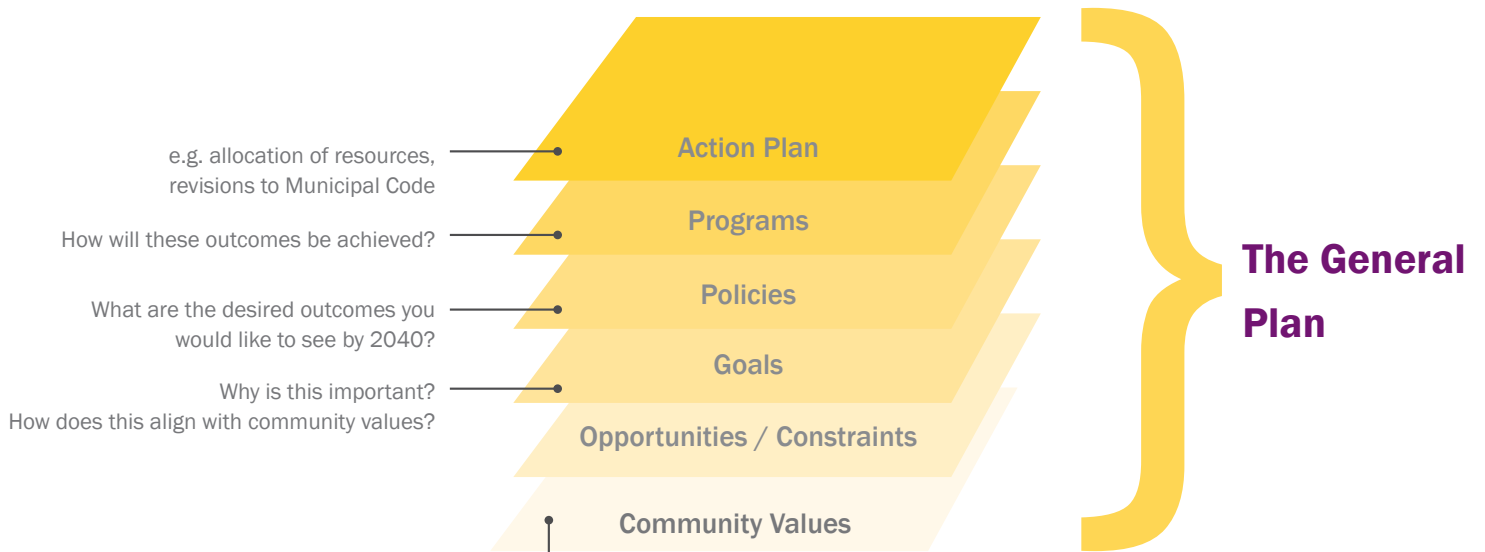 e.g. allocation of resources,
revisions to Municipal Code
How will these outcomes be achieved?
What are the desired outcomes you
would like to see by 2040?
Why is this important?
How does this align with community values?
Action Plan
Programs
Policies
Goals
Opportunities / Constraints
Community Values
The General
Plan